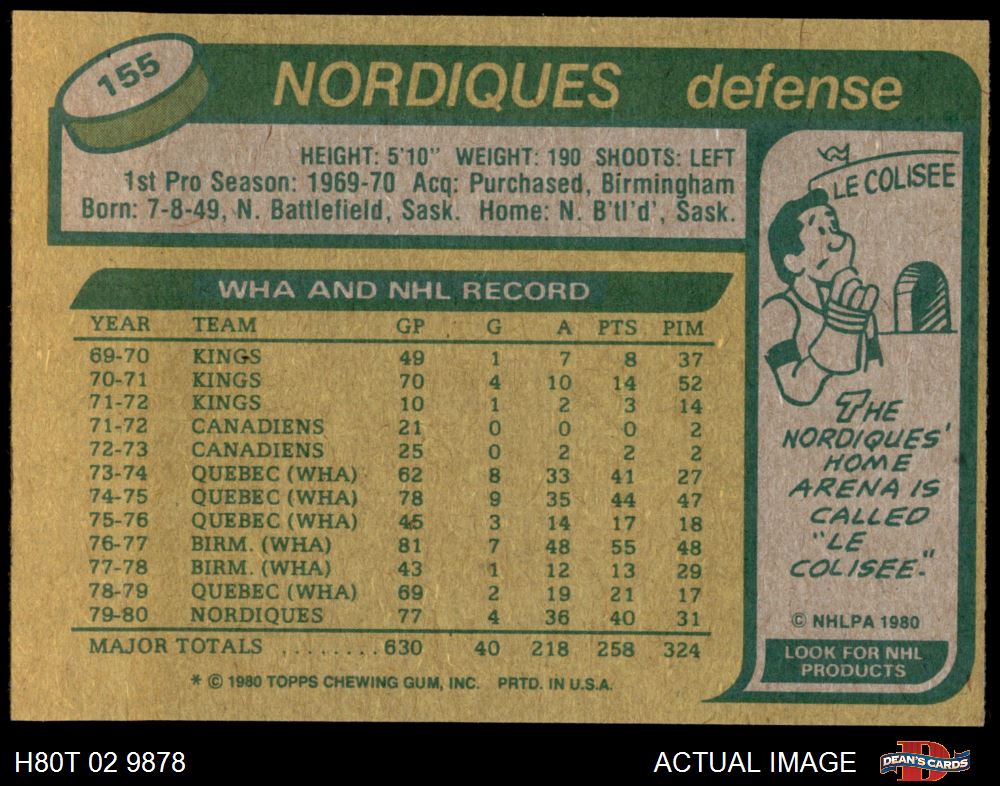 155
NORDIQUES defense
HEIGHT: 5'10" WEIGHT: 190 SHOOTS: LEFT
1st Pro Season: 1969-70 Acq: Purchased, Birmingham
Born: 7-8-49, N. Battlefield, Sask. Home: N. B'tl'd', Sask.
WHA AND NHL RECORD
YEAR TEAM GP G A PTS PIM
69-70 KINGS 49 1 7 8 37
70-71 KINGS 70 4 10 14 52
71-72 KINGS 10 1 2 3 14
71-72 CANADIENS 21 0 0 0 2
72-73 CANADIENS 25 0 2 2 2
73-74 QUEBEC (WHA) 62 8 33 41 27
74-75 QUEBEC (WHA) 78 9 35 44 47
75-76 QUEBEC (WHA) 45 3 14 17 18
76-77 BIRM. (WHA) 81 7 48 55 48
77-78 BIRM. (WHA) 43 1 12 13 29
78-79 QUEBEC (WHA) 69 2 19 21 17
79-80 NORDIQUES 77 4 36 40 31
MAJOR TOTALS ........ 630 40 218 258 324
* © 1980 TOPPS CHEWING GUM, INC. PRTD. IN U.S.A.
LE COLISEE
THE
NORDIQUES'
HOME
ARENA IS
CALLED
"LE
COLISEE."
© NHLPA 1980
LOOK FOR NHL
PRODUCTS
H80T 02 9878
ACTUAL IMAGE
D
DEAN'S CARDS